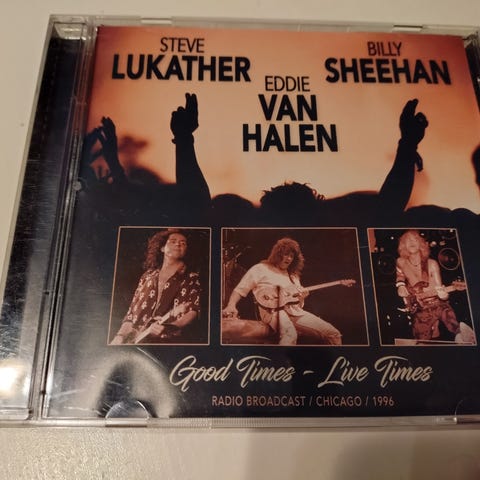 STEVE
LUKATHER
BILLY
SHEEHAN
EDDIE
VAN
HALEN
Good Times - Live Times
RADIO BROADCAST / CHICAGO / 1996